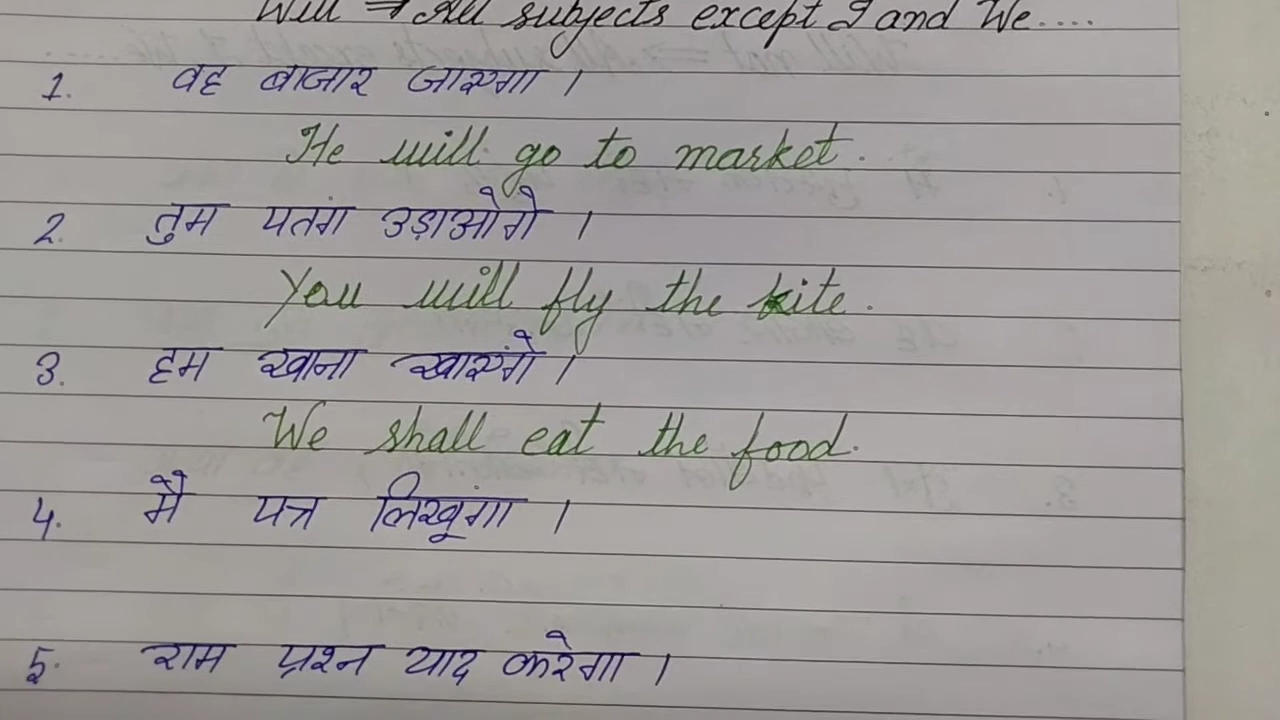 Will ⇒ All subjects except I and We....
1. वह बाजार जाएगा ।
He will go to market.
2. तुम पतंग उड़ाओगे ।
You will fly the kite.
3. हम खाना खाएंगे ।
We shall eat the food.
4. मै पत्र लिखूंगा ।
5. राम प्रश्न याद करेगा ।